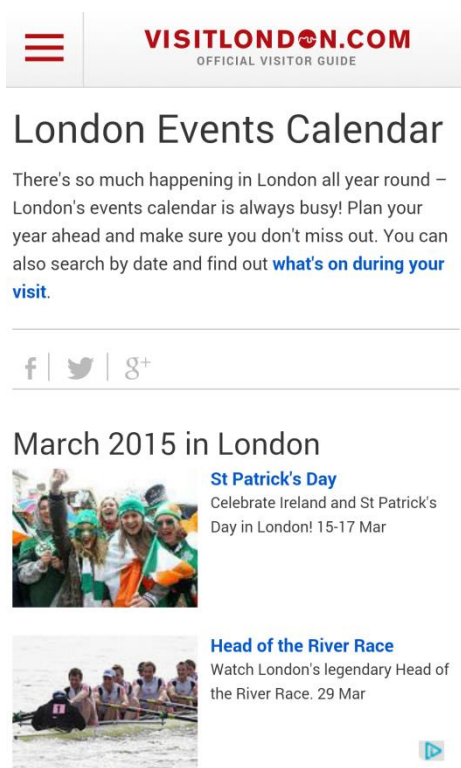 VISITLONDON.COM
OFFICIAL VISITOR GUIDE
London Events Calendar
There's so much happening in London all year round –
London's events calendar is always busy! Plan your
year ahead and make sure you don't miss out. You can
also search by date and find out what's on during your
visit.
f
g+
March 2015 in London
St Patrick's Day
Celebrate Ireland and St Patrick's
Day in London! 15-17 Mar
Head of the River Race
Watch London's legendary Head of
the River Race. 29 Mar